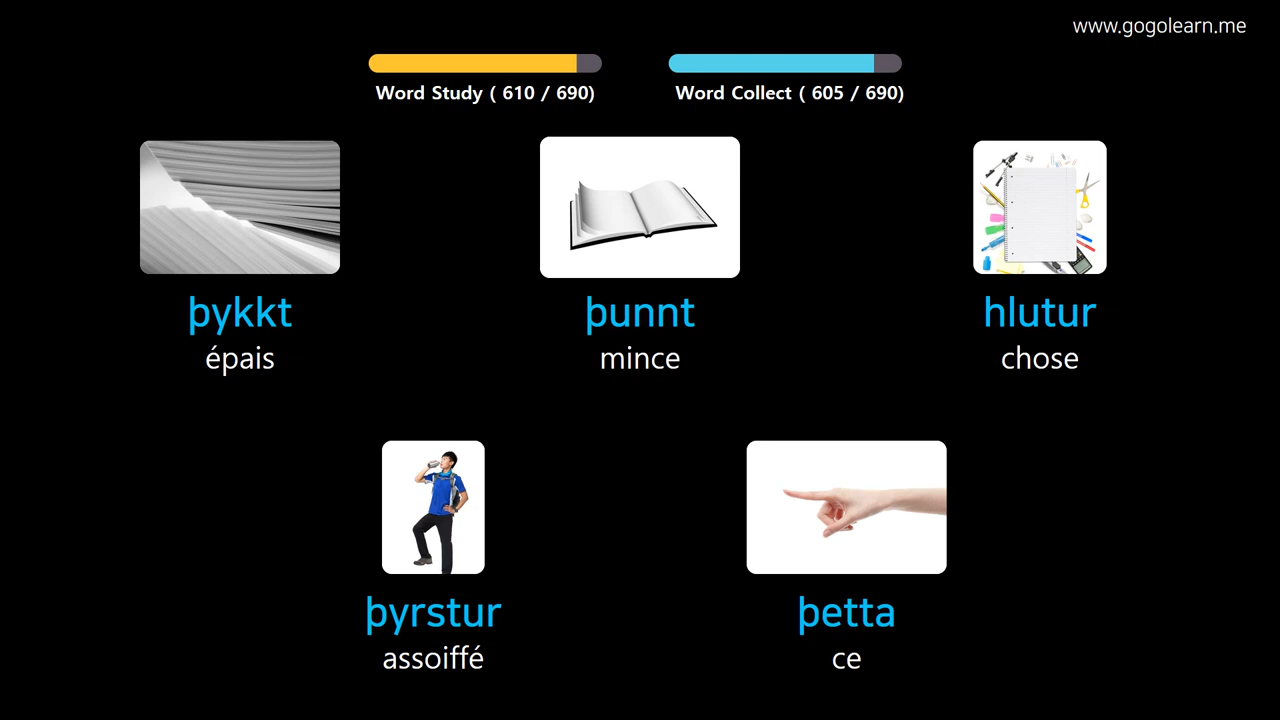 www.gogolearn.me
Word Study ( 610 / 690)
Word Collect ( 605 / 690)
þykkt
épais
þunnt
mince
hlutur
chose
þyrstur
assoiffé
þetta
ce